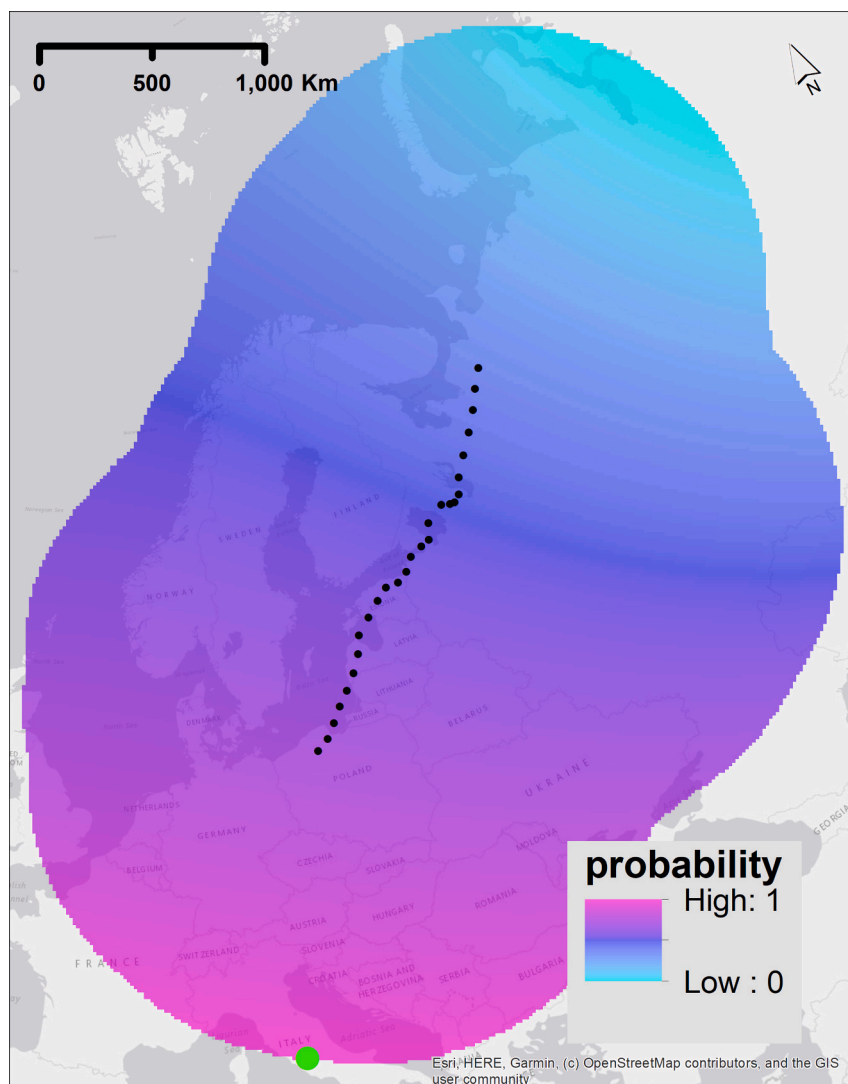 0 500 1,000 Km
N
FINLAND
SWEDEN
NORWAY
LATVIA
LITHUANIA
DENMARK
RUSSIA
BELARUS
POLAND
UKRAINE
NETHERLANDS
GERMANY
GEORGIA
MOLDOVA
CZECHIA
BELGIUM
SLOVAKIA
ROMANIA
HUNGARY
AUSTRIA
SLOVENIA
SWITZERLAND
FRANCE
CROATIA
BOSNIA AND
HERZEGOVINA
SERBIA
BULGARIA
ITALY
Adriatic Sea
probability
High: 1
Low : 0
Esri, HERE, Garmin, (c) OpenStreetMap contributors, and the GIS
user community